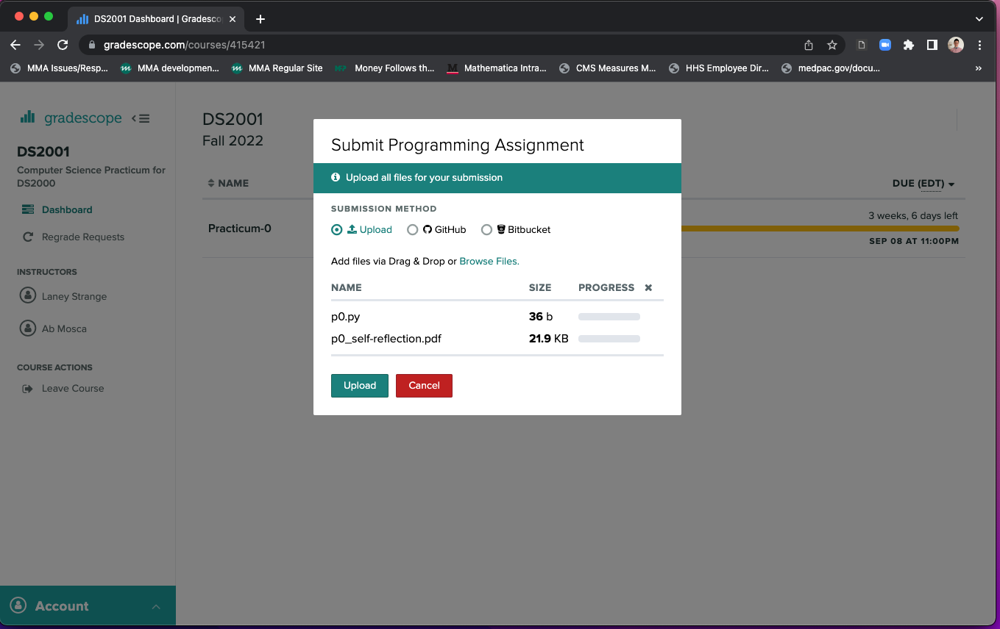 DS2001 Dashboard | Gradesco
gradescope.com/courses/415421
MMA Issues/Resp... MMA developmen... MMA Regular Site Money Follows th... Mathematica Intra... CMS Measures M... HHS Employee Dir... medpac.gov/docu... »
gradescope
DS2001
Computer Science Practicum for
DS2000
Dashboard
Regrade Requests
INSTRUCTORS
Laney Strange
Ab Mosca
COURSE ACTIONS
Leave Course
Account
DS2001
Fall 2022
NAME
DUE (EDT)
Practicum-0
3 weeks, 6 days left
SEP 08 AT 11:00PM
Submit Programming Assignment
Upload all files for your submission
SUBMISSION METHOD
Upload GitHub Bitbucket
Add files via Drag & Drop or Browse Files.
NAME SIZE PROGRESS
p0.py 36 b
p0_self-reflection.pdf 21.9 KB
Upload Cancel